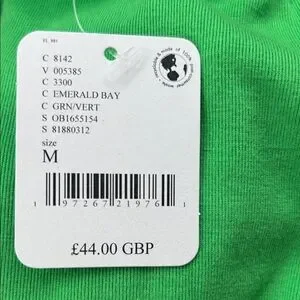 C 8142
V 005385
C 3300
C EMERALD BAY
C GRN/VERT
S OB1655154
S 81880312
size
M
1 97267 21976 1
£44.00 GBP